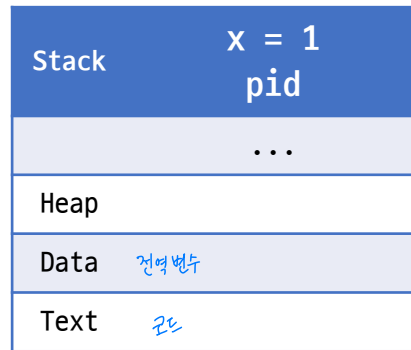 Stack x = 1
pid
...
Heap
Data 전역변수
Text 코드